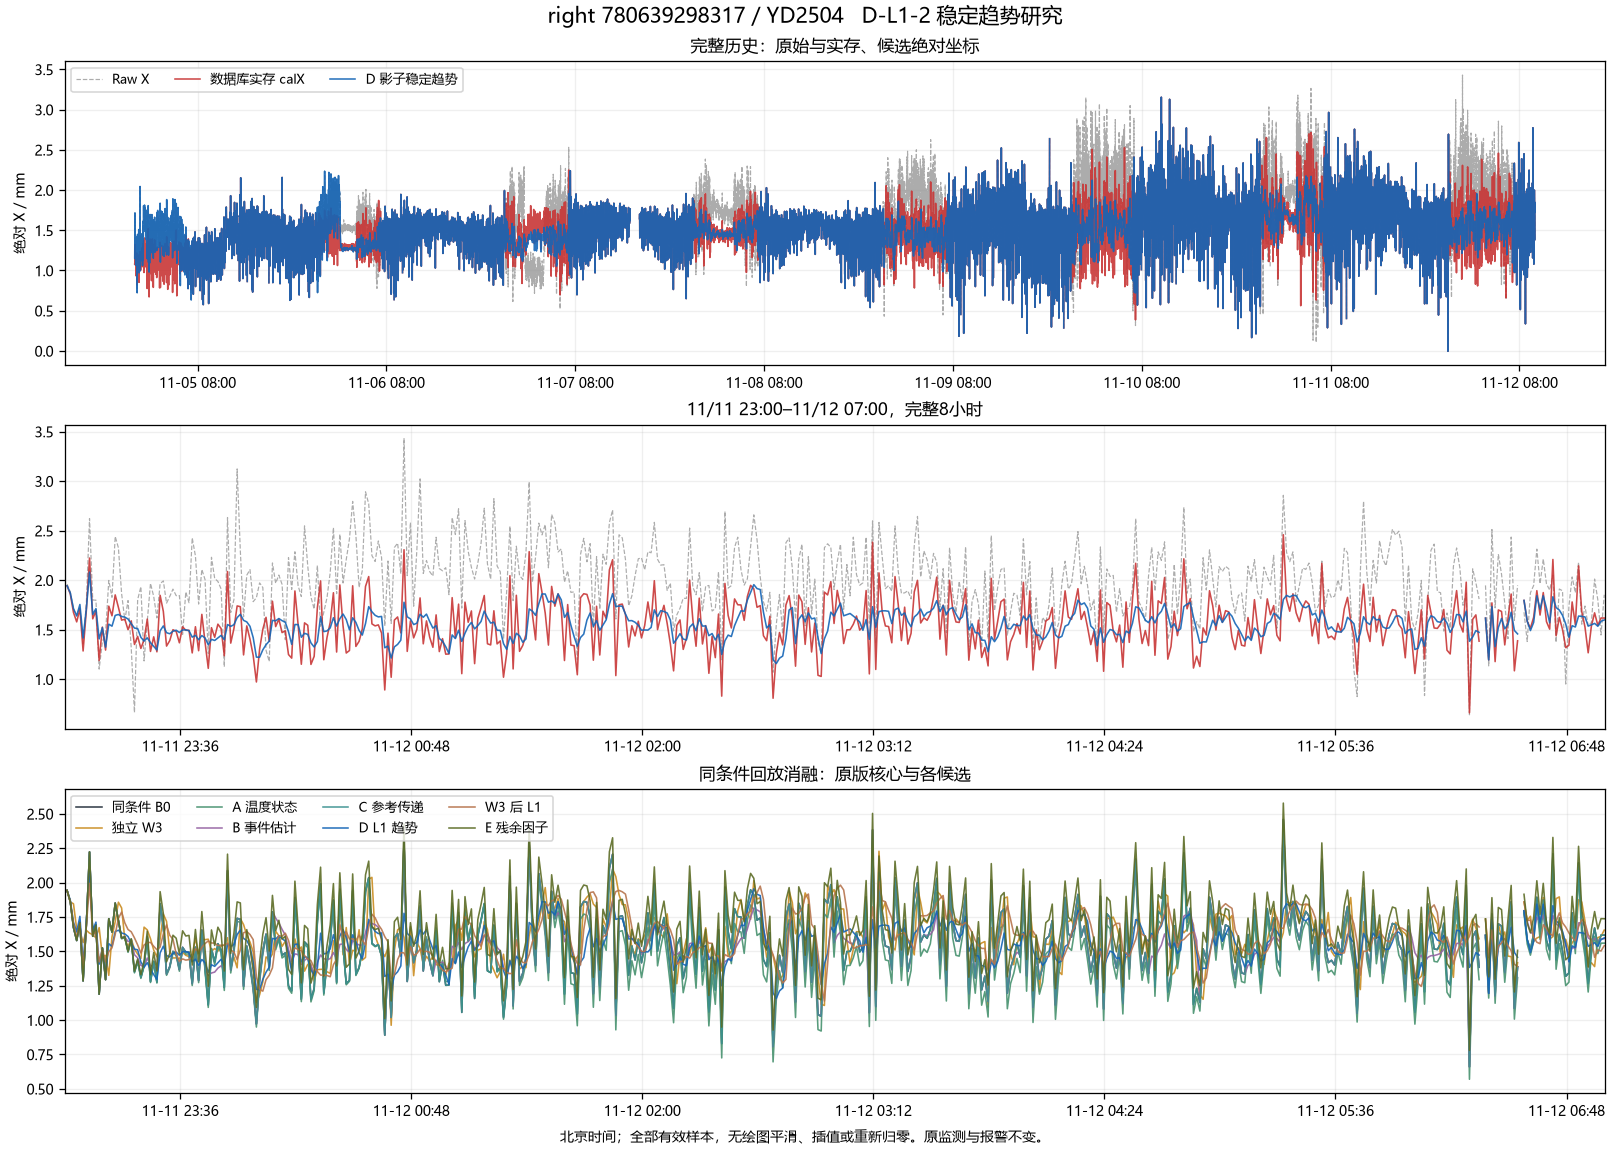 right 780639298317 / YD2504   D-L1-2 稳定趋势研究
完整历史：原始与实存、候选绝对坐标
Raw X
数据库实存 calX
D 影子稳定趋势
绝对 X / mm
3.5
3.0
2.5
2.0
1.5
1.0
0.5
0.0
11-05 08:00
11-06 08:00
11-07 08:00
11-08 08:00
11-09 08:00
11-10 08:00
11-11 08:00
11-12 08:00
11/11 23:00–11/12 07:00，完整8小时
绝对 X / mm
3.5
3.0
2.5
2.0
1.5
1.0
11-11 23:36
11-12 00:48
11-12 02:00
11-12 03:12
11-12 04:24
11-12 05:36
11-12 06:48
同条件回放消融：原版核心与各候选
同条件 B0
A 温度状态
C 参考传递
W3 后 L1
独立 W3
B 事件估计
D L1 趋势
E 残余因子
绝对 X / mm
2.50
2.25
2.00
1.75
1.50
1.25
1.00
0.75
0.50
11-11 23:36
11-12 00:48
11-12 02:00
11-12 03:12
11-12 04:24
11-12 05:36
11-12 06:48
北京时间；全部有效样本，无绘图平滑、插值或重新归零。原监测与报警不变。